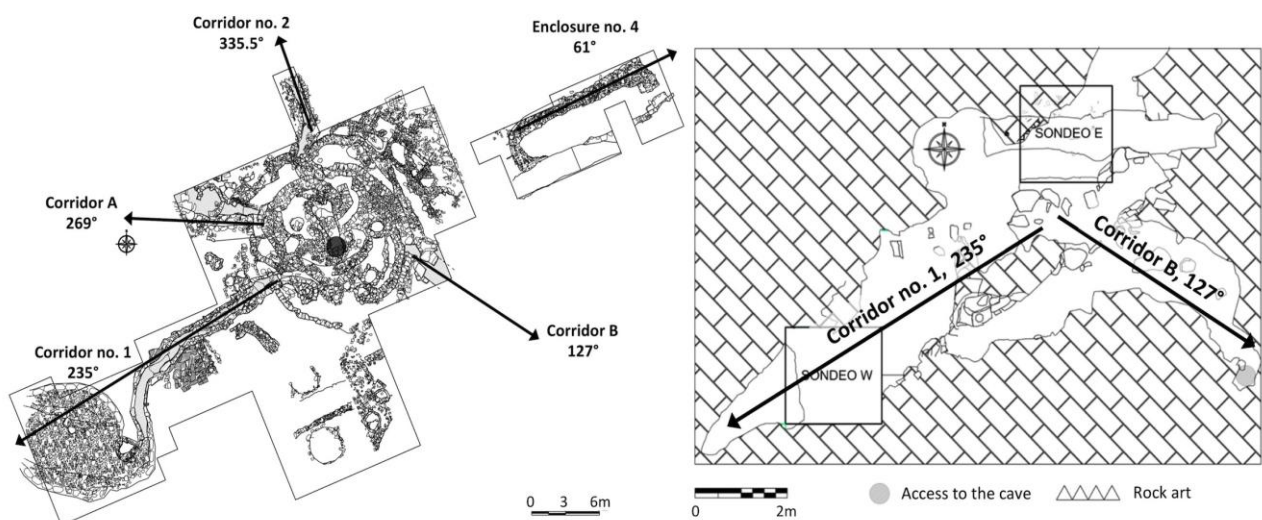 Corridor no. 2
335.5°
Enclosure no. 4
61°
Corridor A
269°
Corridor no. 1
235°
Corridor B
127°
0 3 6m
SONDEO E
Corridor no. 1, 235°
Corridor B, 127°
SONDEO W
0 2m
Access to the cave
Rock art